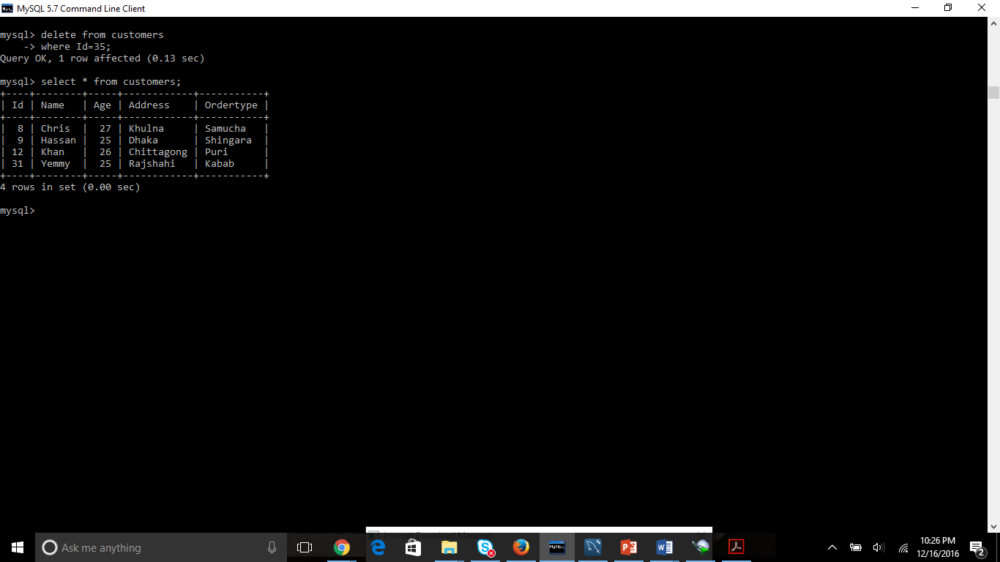 MySQL 5.7 Command Line Client
mysql> delete from customers
    -> where Id=35;
Query OK, 1 row affected (0.13 sec)
mysql> select * from customers;
+----+--------+-----+------------+-----------+
| Id | Name   | Age | Address    | Ordertype |
+----+--------+-----+------------+-----------+
|  8 | Chris  |  27 | Khulna     | Samucha   |
|  9 | Hassan |  25 | Dhaka      | Shingara  |
| 12 | Khan   |  26 | Chittagong | Puri      |
| 31 | Yemmy  |  25 | Rajshahi   | Kabab     |
+----+--------+-----+------------+-----------+
4 rows in set (0.00 sec)
mysql>
Internet Download Manager
Ask me anything
10:26 PM
12/16/2016
2